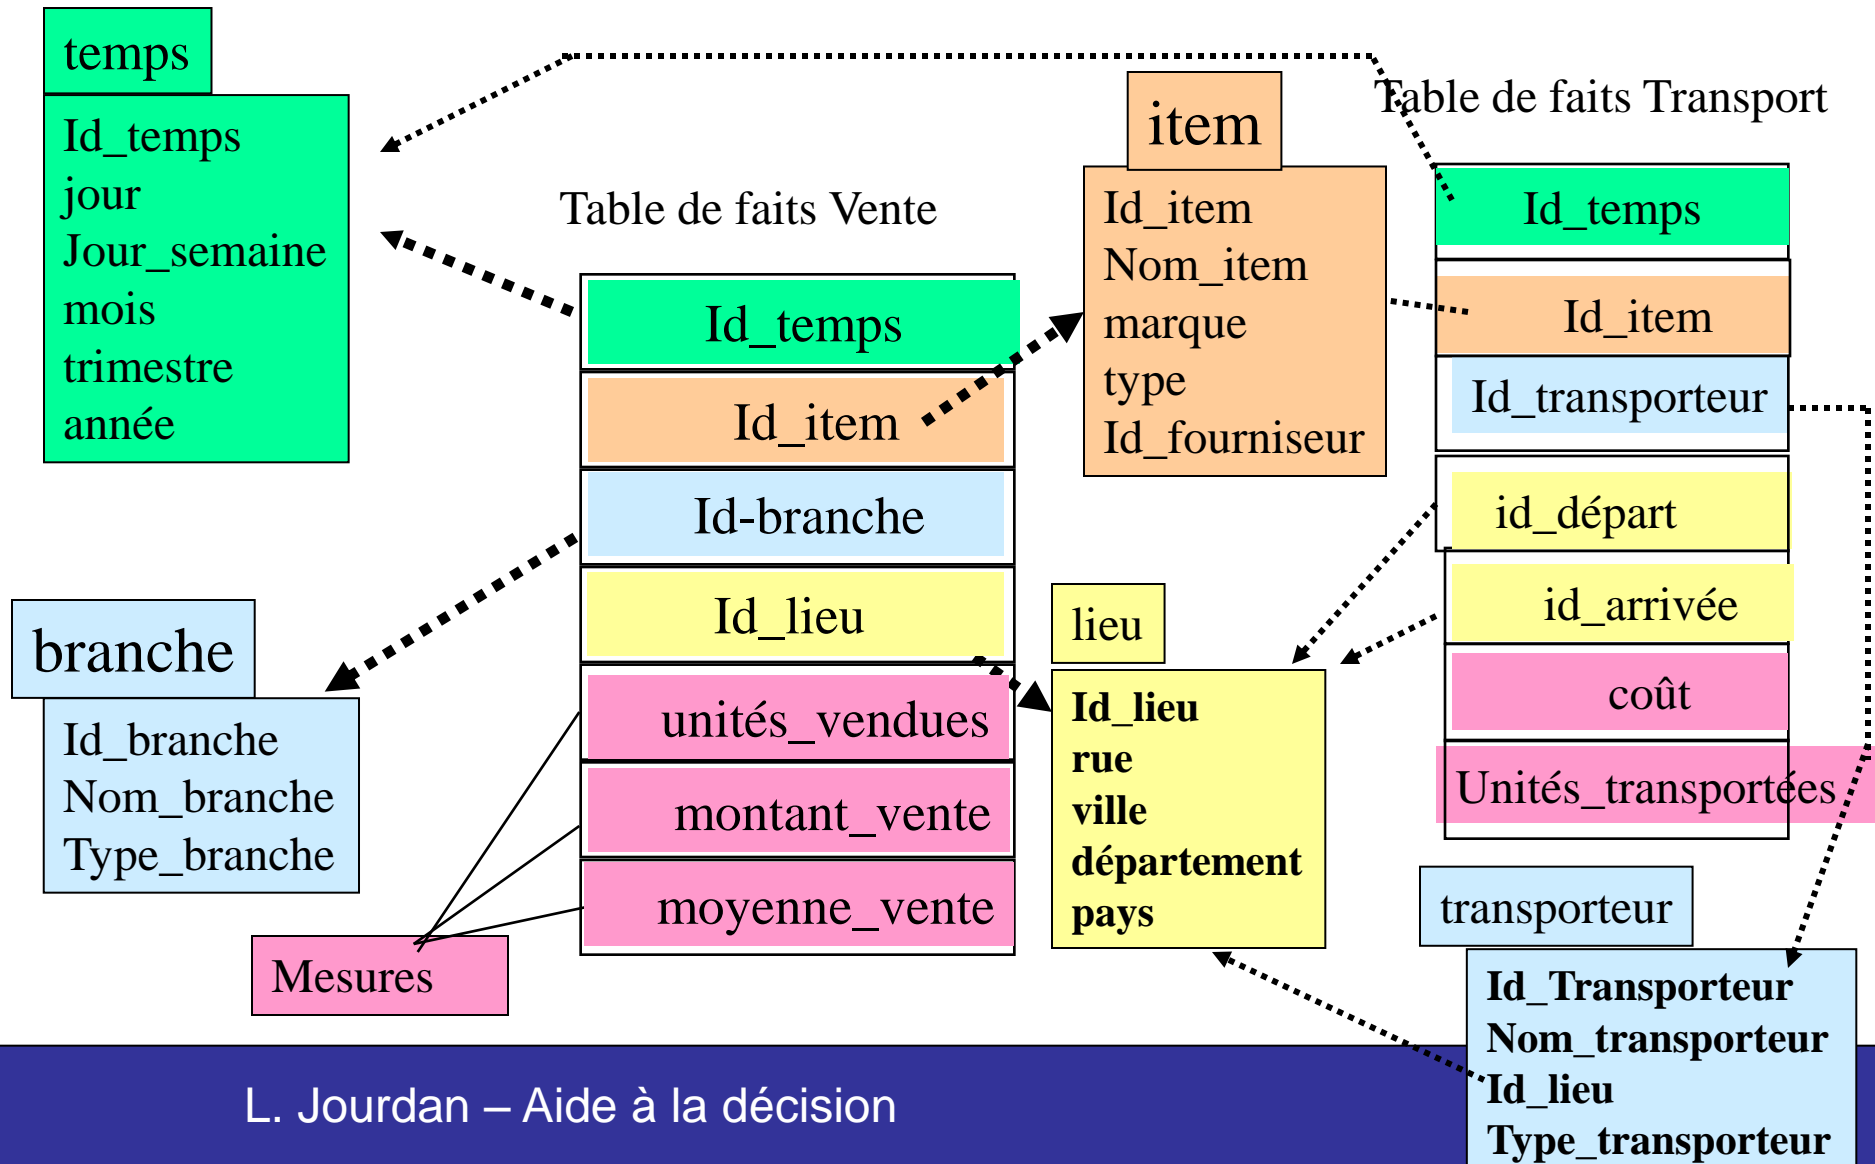 temps
Id_temps
jour
Jour_semaine
mois
trimestre
année
Table de faits Vente
Id_temps
Id_item
Id-branche
Id_lieu
unités_vendues
montant_vente
moyenne_vente
branche
Id_branche
Nom_branche
Type_branche
Mesures
item
Id_item
Nom_item
marque
type
Id_fourniseur
lieu
Id_lieu
rue
ville
département
pays
Table de faits Transport
Id_temps
Id_item
Id_transporteur
id_départ
id_arrivée
coût
Unités_transportées
transporteur
Id_Transporteur
Nom_transporteur
Id_lieu
Type_transporteur
L. Jourdan – Aide à la décision